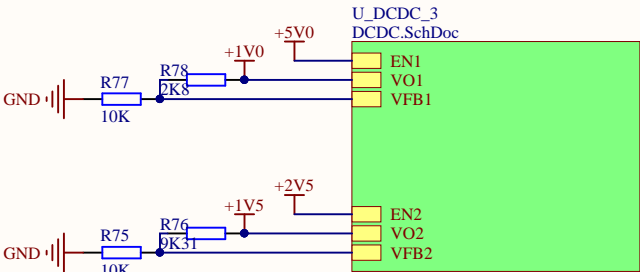 U_DCDC_3
DCDC.SchDoc
+5V0
+1V0
EN1
R78
VO1
R77
2K8
GND
VFB1
10K
+2V5
+1V5
EN2
R76
VO2
R75
9K31
GND
VFB2
10K